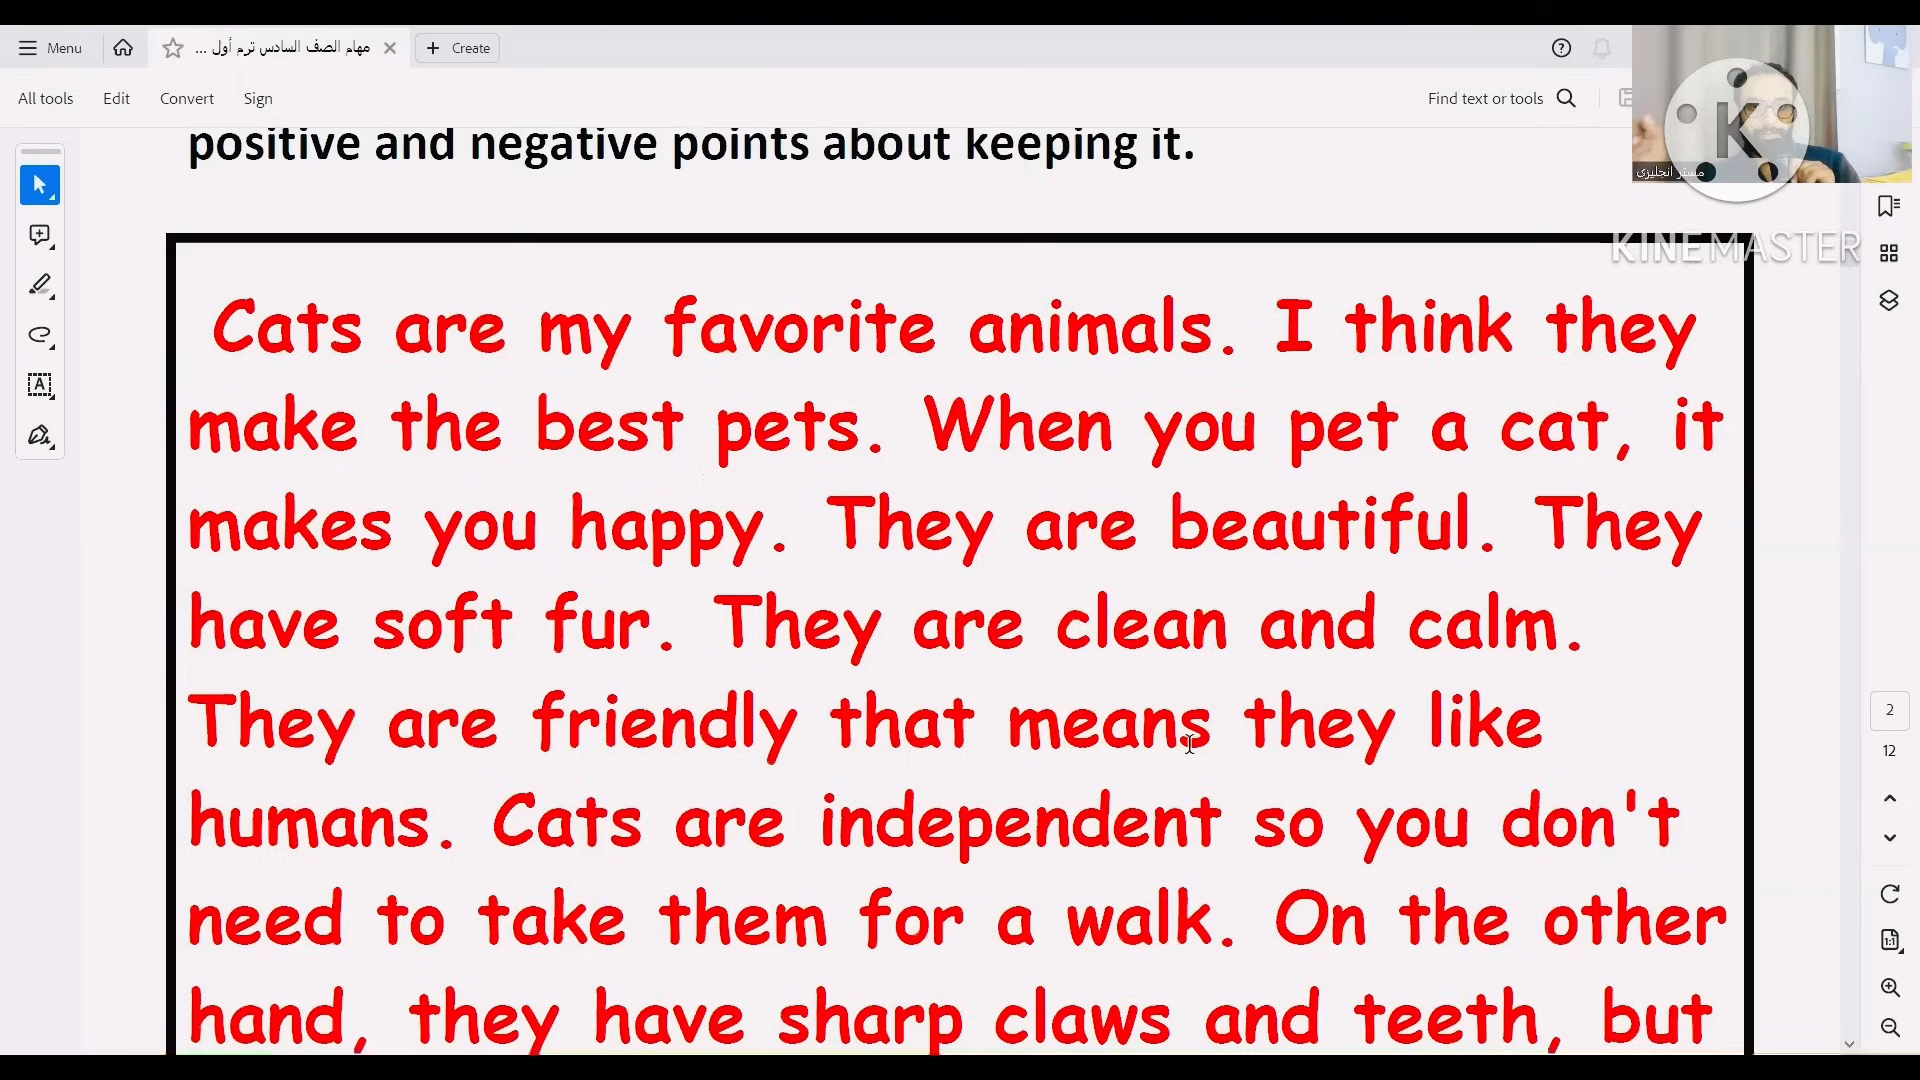 Menu
مهام الصف السادس ترم أول ...
Create
All tools
Edit
Convert
Sign
Find text or tools
مستر انجليزى
KINEMASTER
positive and negative points about keeping it.
Cats are my favorite animals. I think they
make the best pets. When you pet a cat, it
makes you happy. They are beautiful. They
have soft fur. They are clean and calm.
They are friendly that means they like
humans. Cats are independent so you don't
need to take them for a walk. On the other
hand, they have sharp claws and teeth, but
2
12